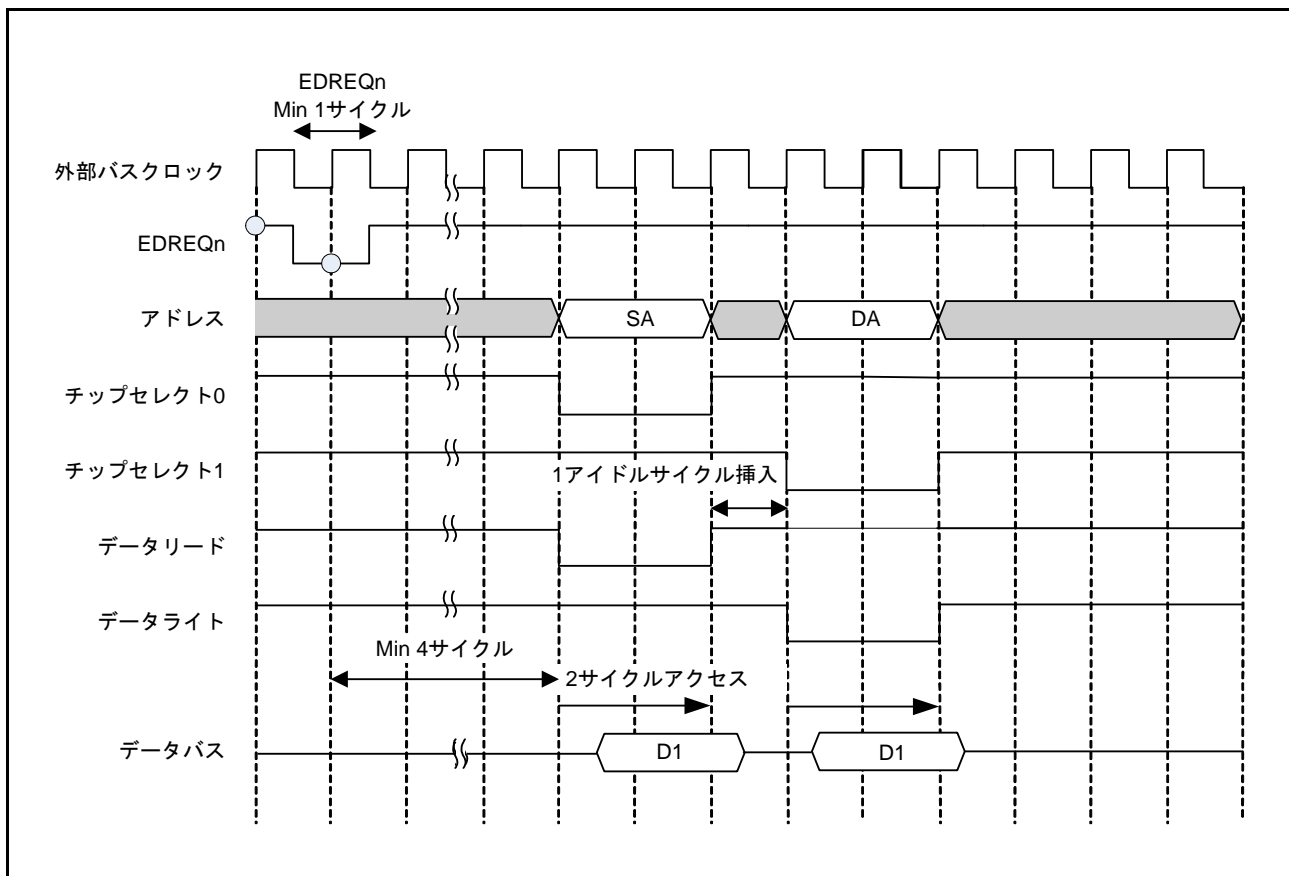 EDREQn
Min 1サイクル
外部バスクロック
EDREQn
アドレス
SA
DA
チップセレクト0
チップセレクト1
1アイドルサイクル挿入
データリード
データライト
Min 4サイクル
2サイクルアクセス
データバス
D1
D1